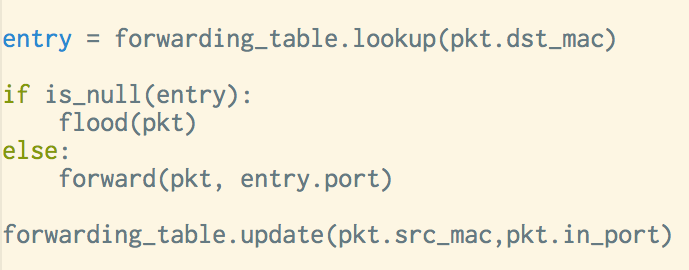 entry = forwarding_table.lookup(pkt.dst_mac)
if is_null(entry):
    flood(pkt)
else:
    forward(pkt, entry.port)
forwarding_table.update(pkt.src_mac,pkt.in_port)